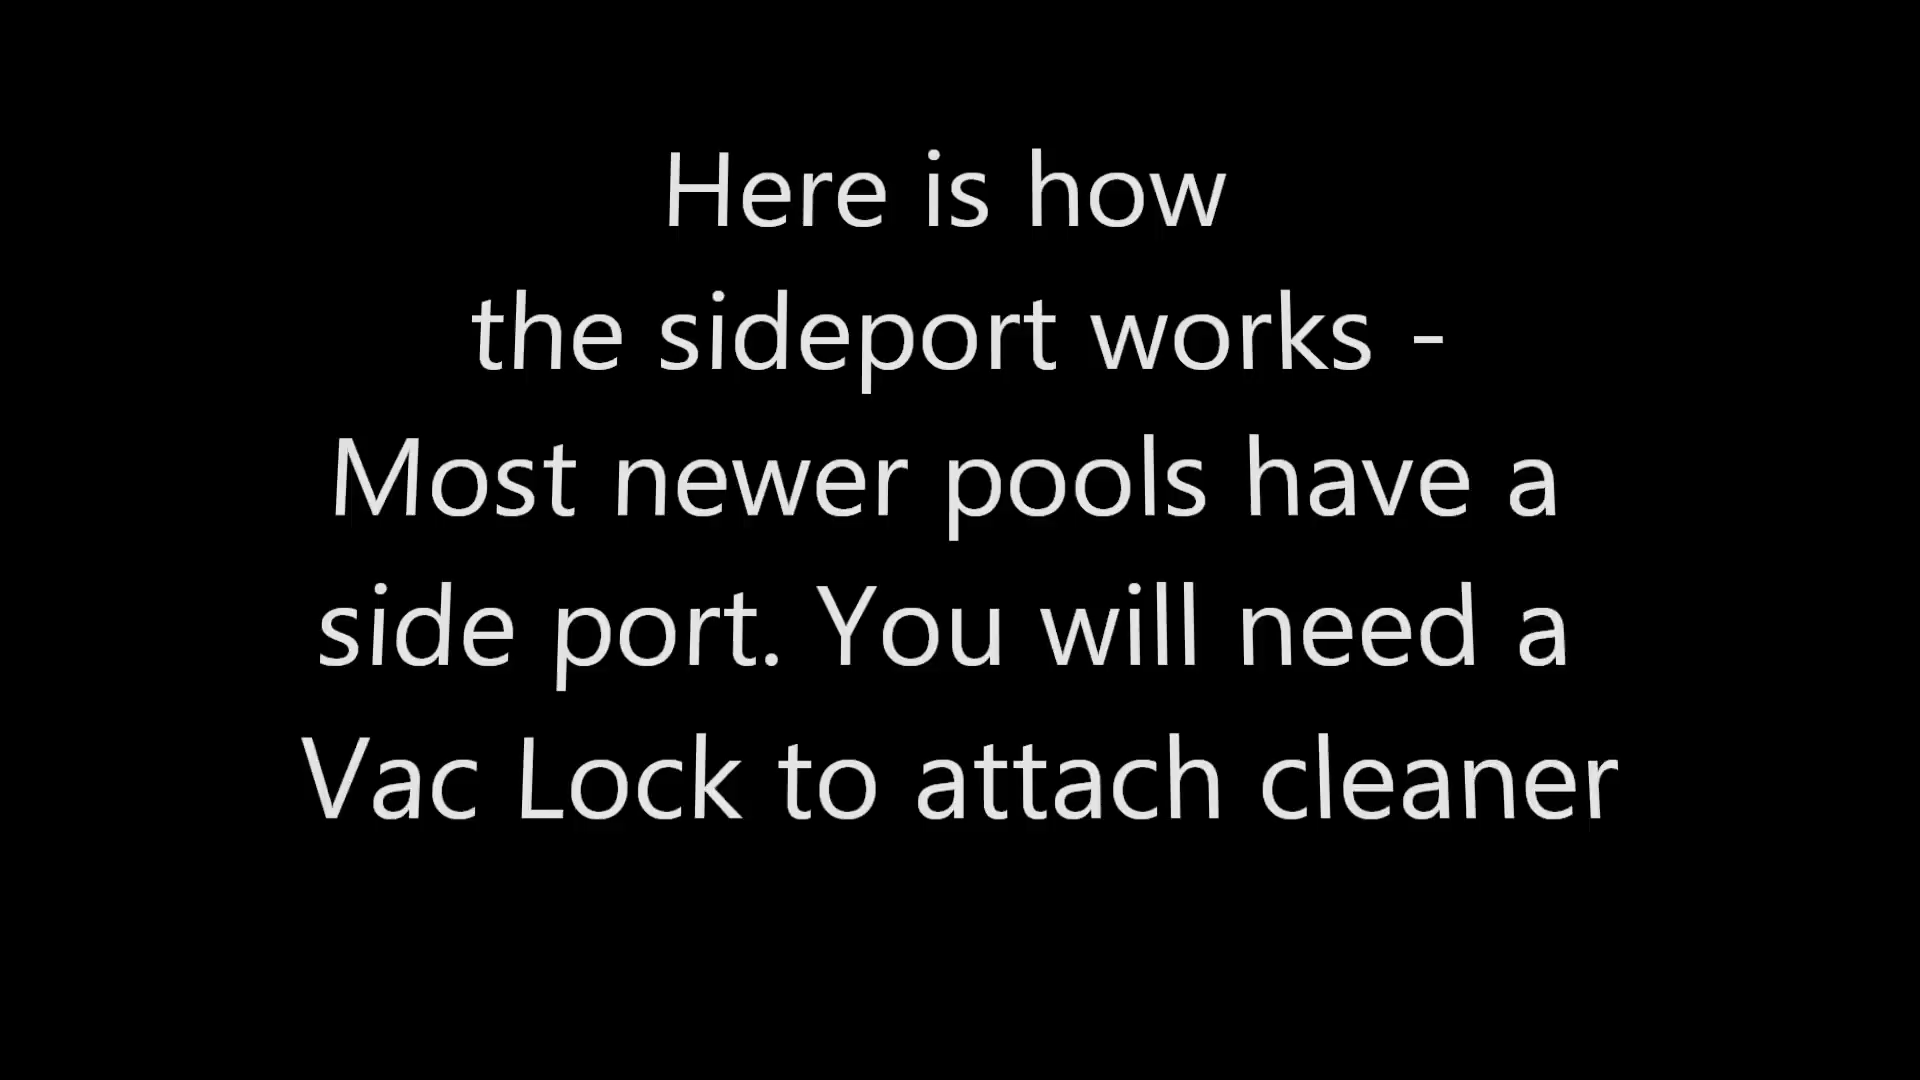 Here is how
the sideport works -
Most newer pools have a
side port. You will need a
Vac Lock to attach cleaner